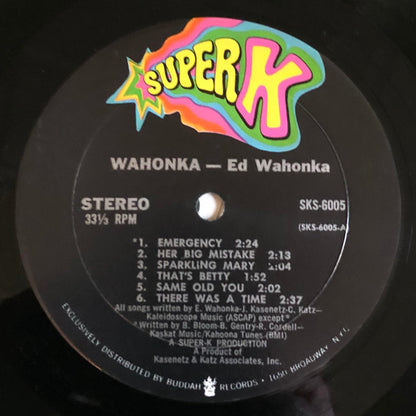 SUPER K
WAHONKA — Ed Wahonka
STEREO
33⅓ RPM
SKS-6005
(SKS-6005-A)
*1. EMERGENCY 2:24
2. HER BIG MISTAKE 2:13
3. SPARKLING MARY 2:04
4. THAT'S BETTY 1:52
5. SAME OLD YOU 2:02
6. THERE WAS A TIME 2:37
All songs written by E. Wahonka-J. Kasenetz-C. Katz—
Kaleidoscope Music (ASCAP) except*
*Written by B. Bloom-B. Gentry-R. Cordell—
Kaskat Music/Kahoona Tunes (BMI)
A SUPER-K PRODUCTION
A Product of
Kasenetz & Katz Associates, Inc.
EXCLUSIVELY DISTRIBUTED BY BUDDAH RECORDS • 1650 BROADWAY, N.Y.C.